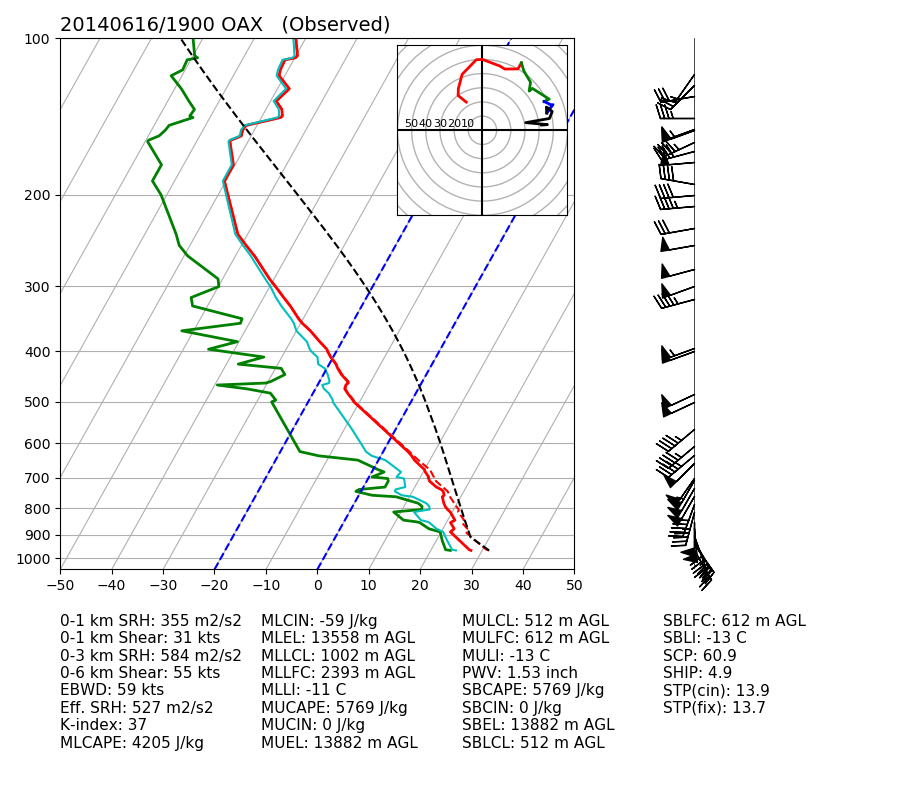 20140616/1900 OAX (Observed)
100
200
300
400
500
600
700
800
900
1000
−50 −40 −30 −20 −10 0 10 20 30 40 50
50 40 30 20 10
0-1 km SRH: 355 m2/s2 MLCIN: -59 J/kg MULCL: 512 m AGL SBLFC: 612 m AGL
0-1 km Shear: 31 kts MLEL: 13558 m AGL MULFC: 612 m AGL SBLI: -13 C
0-3 km SRH: 584 m2/s2 MLLCL: 1002 m AGL MULI: -13 C SCP: 60.9
0-6 km Shear: 55 kts MLLFC: 2393 m AGL PWV: 1.53 inch SHIP: 4.9
EBWD: 59 kts MLLI: -11 C SBCAPE: 5769 J/kg STP(cin): 13.9
Eff. SRH: 527 m2/s2 MUCAPE: 5769 J/kg SBCIN: 0 J/kg STP(fix): 13.7
K-index: 37 MUCIN: 0 J/kg SBEL: 13882 m AGL
MLCAPE: 4205 J/kg MUEL: 13882 m AGL SBLCL: 512 m AGL